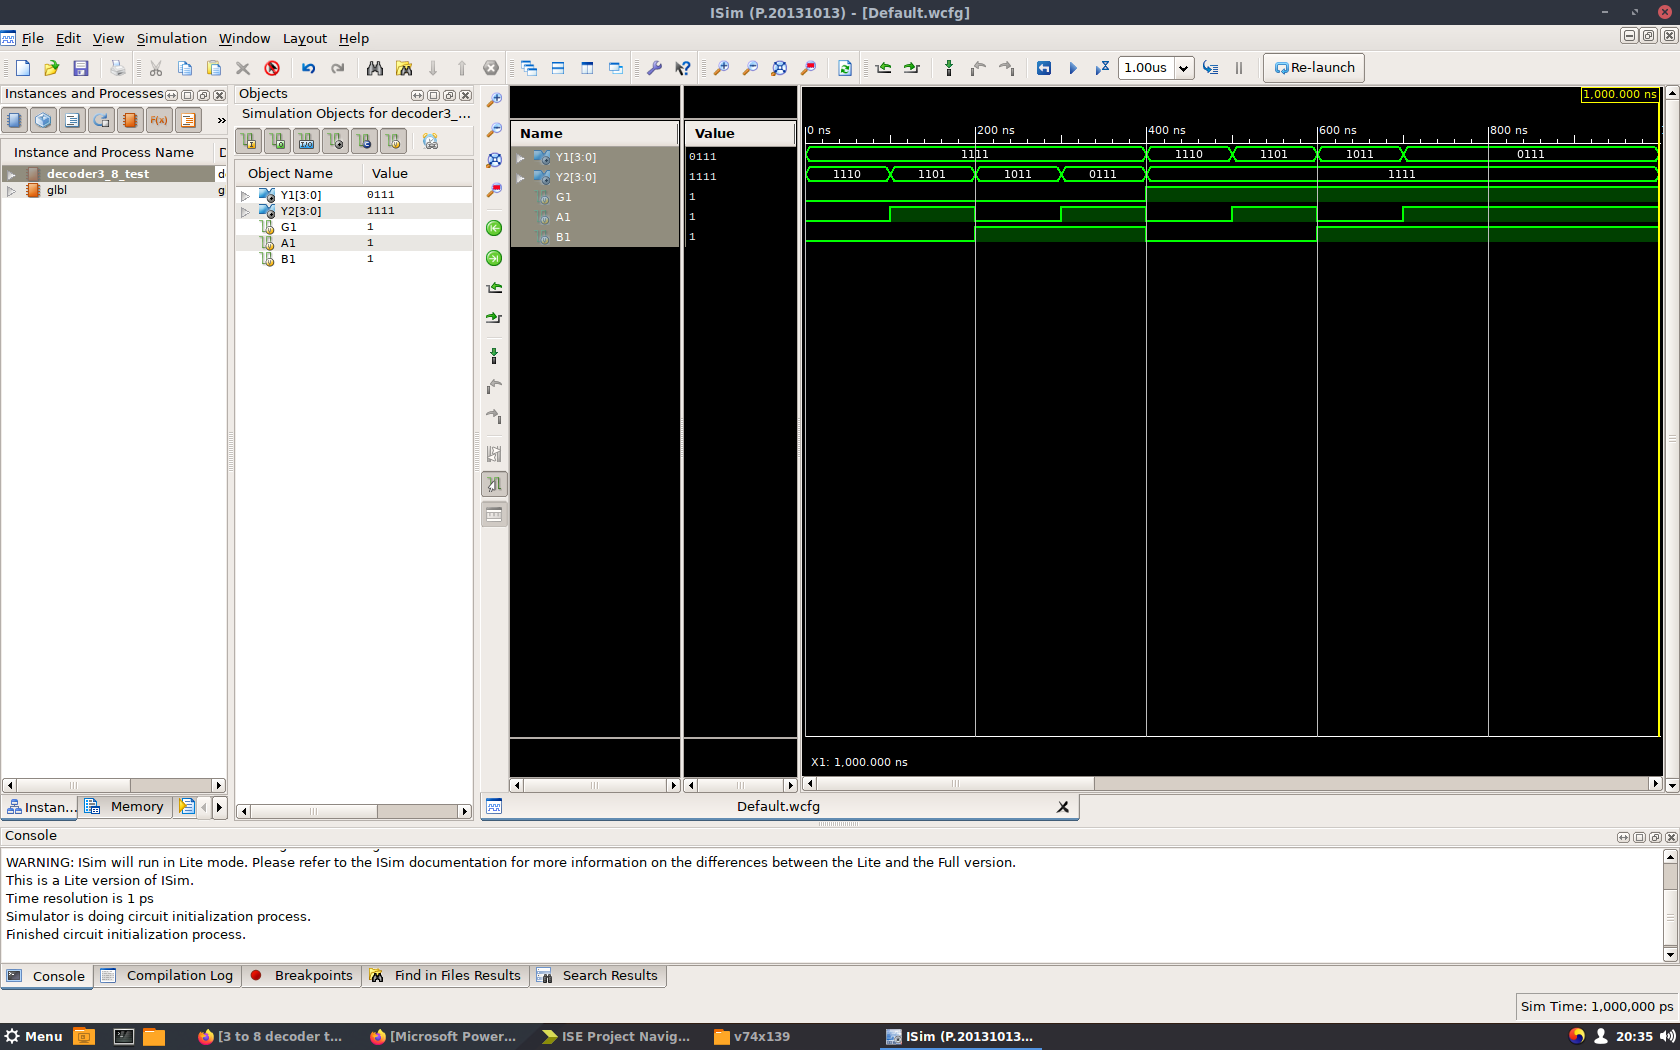 ISim (P.20131013) - [Default.wcfg]
File Edit View Simulation Window Layout Help
1.00us Re-launch
Instances and Processes
Objects
Simulation Objects for decoder3_...
F(x) »
Instance and Process Name D
decoder3_8_test d
glbl g
Object Name Value
Y1[3:0] 0111
Y2[3:0] 1111
G1 1
A1 1
B1 1
Name Value
Y1[3:0] 0111
Y2[3:0] 1111
G1 1
A1 1
B1 1
1,000.000 ns
0 ns 200 ns 400 ns 600 ns 800 ns
1111 1110 1101 1011 0111
1110 1101 1011 0111 1111
X1: 1,000.000 ns
Instan... Memory
Default.wcfg
Console
WARNING: ISim will run in Lite mode. Please refer to the ISim documentation for more information on the differences between the Lite and the Full version.
This is a Lite version of ISim.
Time resolution is 1 ps
Simulator is doing circuit initialization process.
Finished circuit initialization process.
Console Compilation Log Breakpoints Find in Files Results Search Results
Sim Time: 1,000,000 ps
Menu [3 to 8 decoder t... [Microsoft Power... ISE Project Navig... v74x139 ISim (P.20131013... 20:35